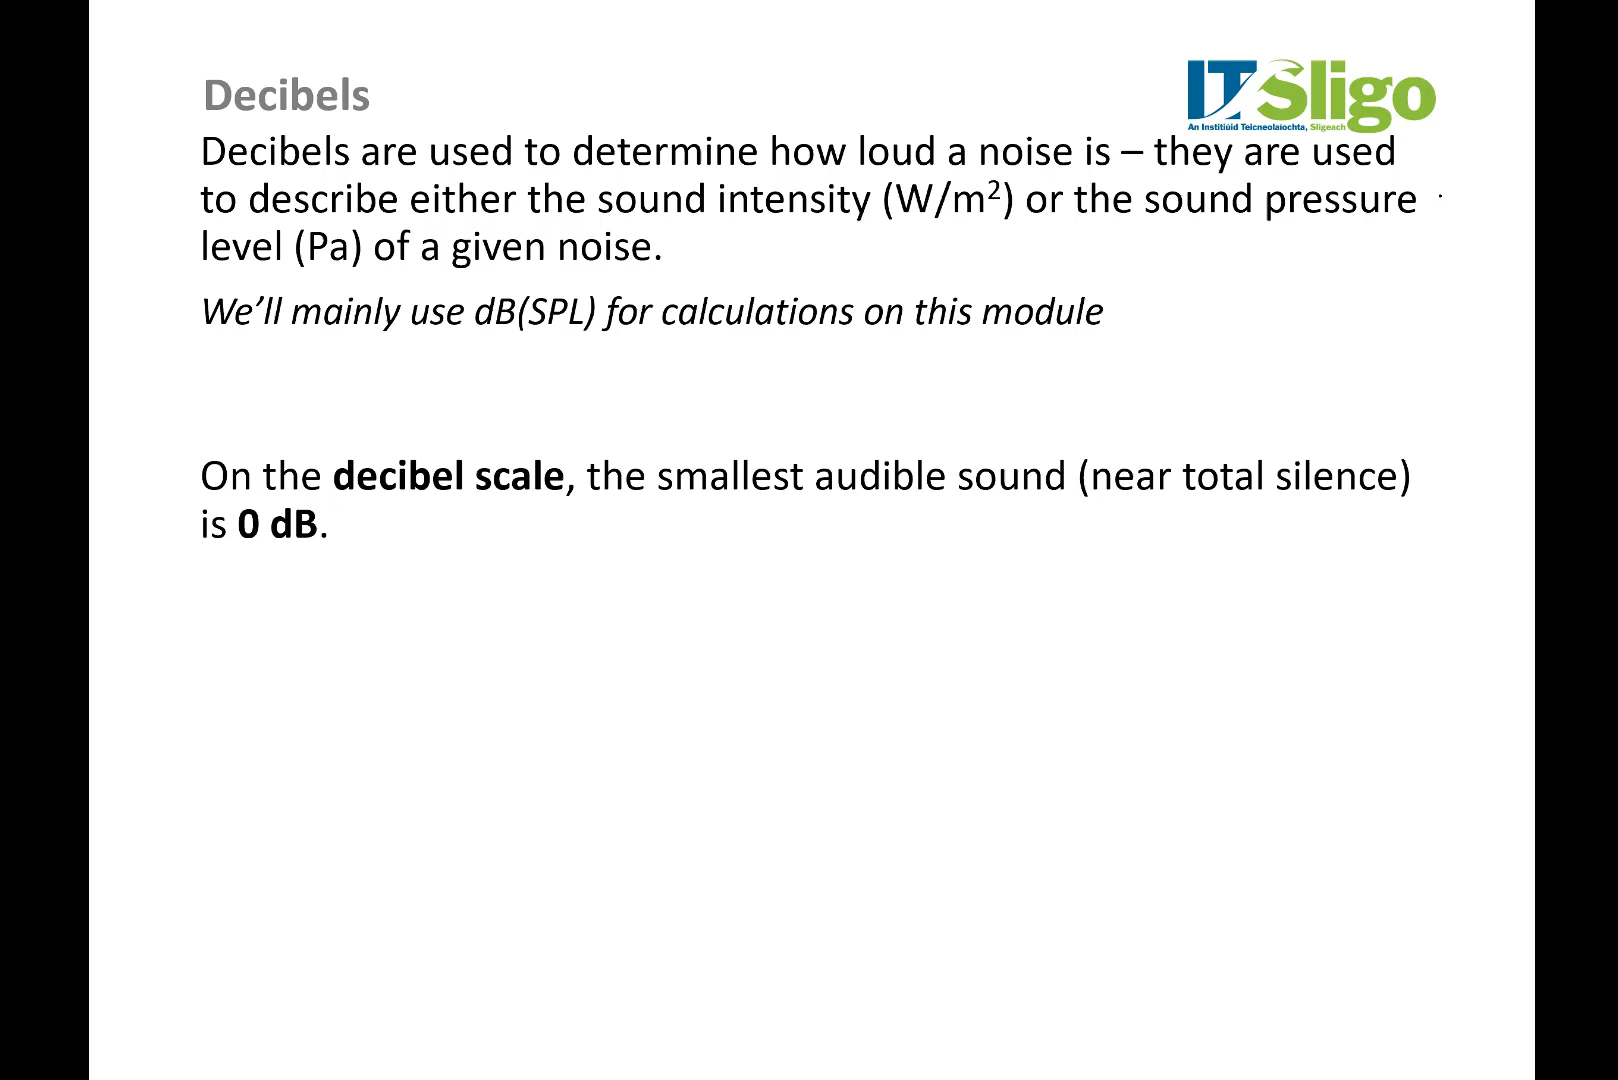 Decibels
IT Sligo
An Institiúid Teicneolaíochta, Sligeach
Decibels are used to determine how loud a noise is – they are used
to describe either the sound intensity (W/m²) or the sound pressure
level (Pa) of a given noise.
We’ll mainly use dB(SPL) for calculations on this module
On the decibel scale, the smallest audible sound (near total silence)
is 0 dB.